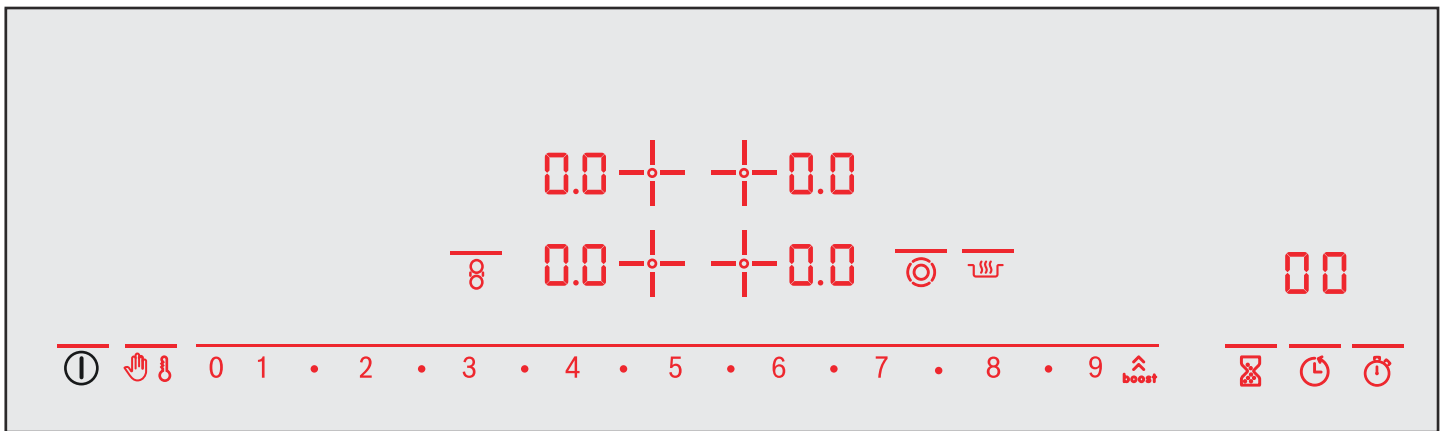 0.0 0.0
0.0 0.0 00
0 1 • 2 • 3 • 4 • 5 • 6 • 7 • 8 • 9 boost